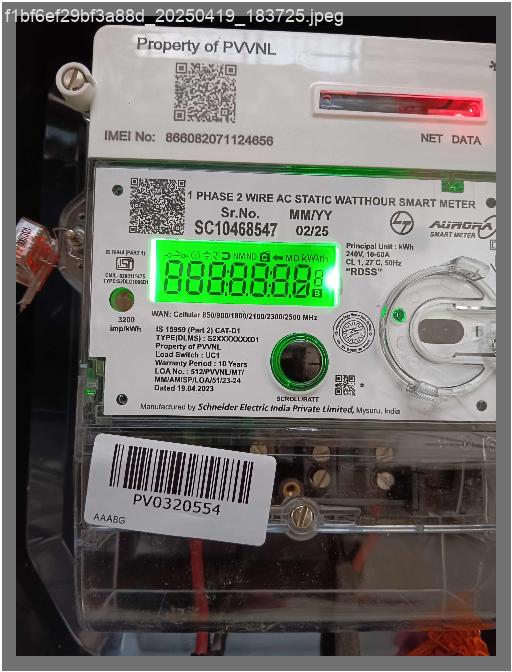 f1bf6ef29bf3a88d_20250419_183725.jpeg
Property of PVVNL
IMEI No: 866082071124656
NET DATA
1 PHASE 2 WIRE AC STATIC WATTHOUR SMART METER
Sr.No. MM/YY
SC10468547 02/25
AURORA
SMART METER
IS 16444 (PART 1)
Principal Unit : kWh
240V, 10-60A
CL 1, 27 C, 50Hz
"RDSS"
3200
imp/kWh
WAN: Cellular 850/900/1800/2100/2300/2500 MHz
IS 15959 (Part 2) CAT-D1
TYPE(DLMS) : S2XXXXXXD1
Property of PVVNL
Load Switch : UC1
Warranty Period : 10 Years
LOA No. : 512/PVVNL/MT/
MM/AMISP/LOA/51/23-24
Dated 19.04.2023
SCROLL/BATT
Manufactured by Schneider Electric India Private Limited, Mysuru, India
PV0320554
AAABG